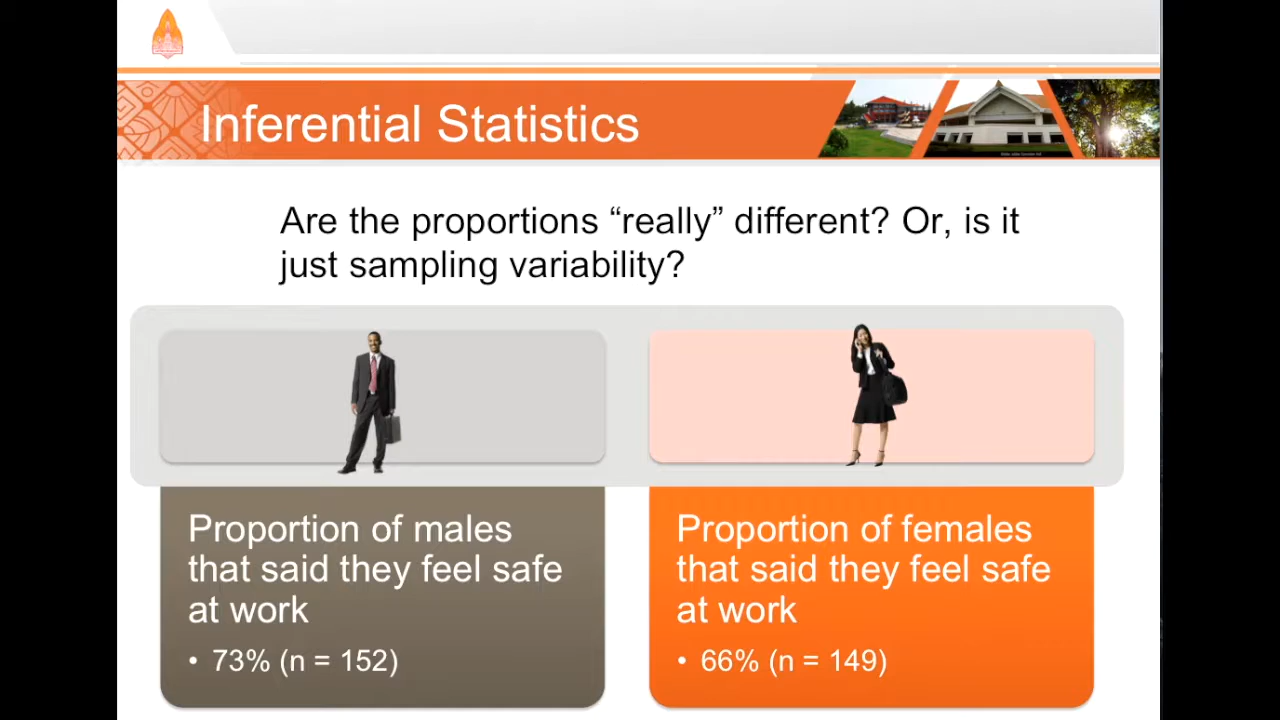 Inferential Statistics
Are the proportions “really” different? Or, is it
just sampling variability?
Proportion of males
that said they feel safe
at work
• 73% (n = 152)
Proportion of females
that said they feel safe
at work
• 66% (n = 149)